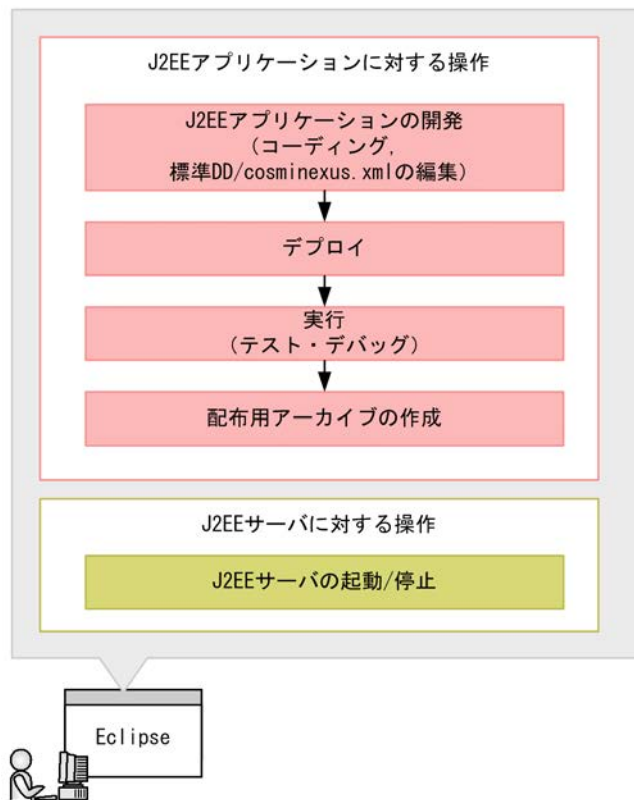 J2EEアプリケーションに対する操作
J2EEアプリケーションの開発
(コーディング,
標準DD/cosminexus.xmlの編集)
デプロイ
実行
(テスト・デバッグ)
配布用アーカイブの作成
J2EEサーバに対する操作
J2EEサーバの起動/停止
Eclipse